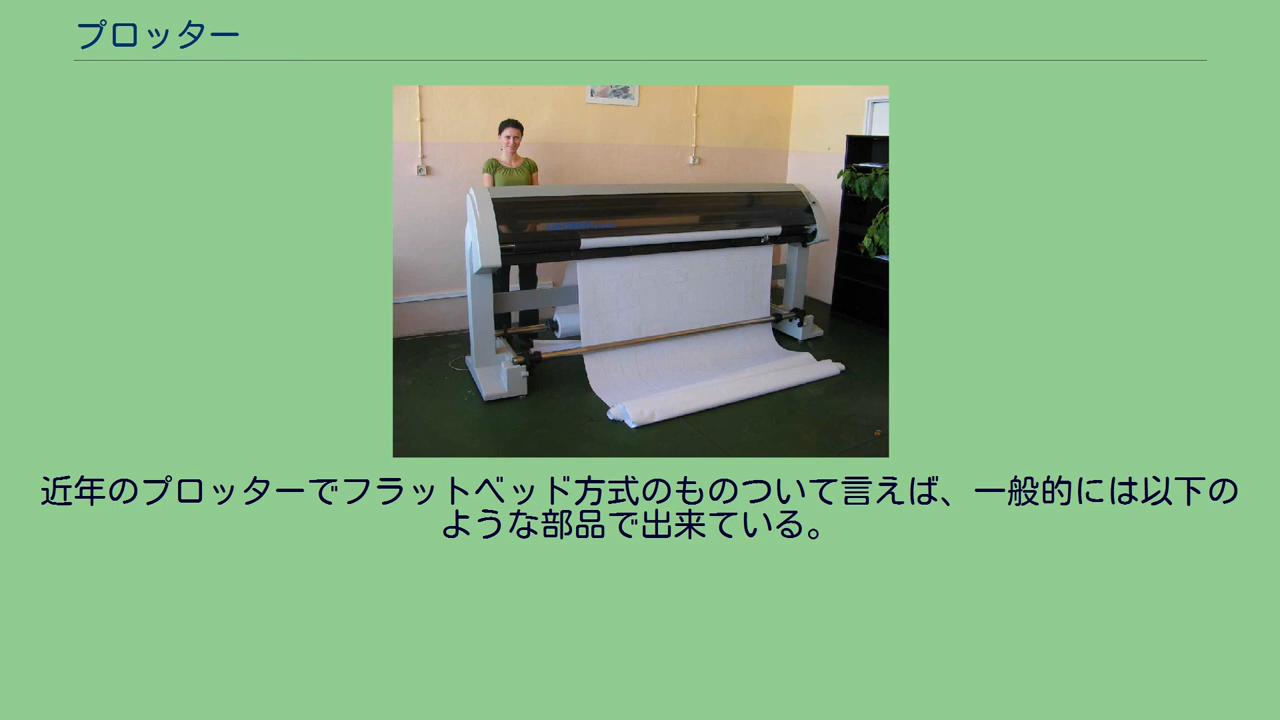 プロッター
近年のプロッターでフラットベッド方式のものついて言えば、一般的には以下の
ような部品で出来ている。